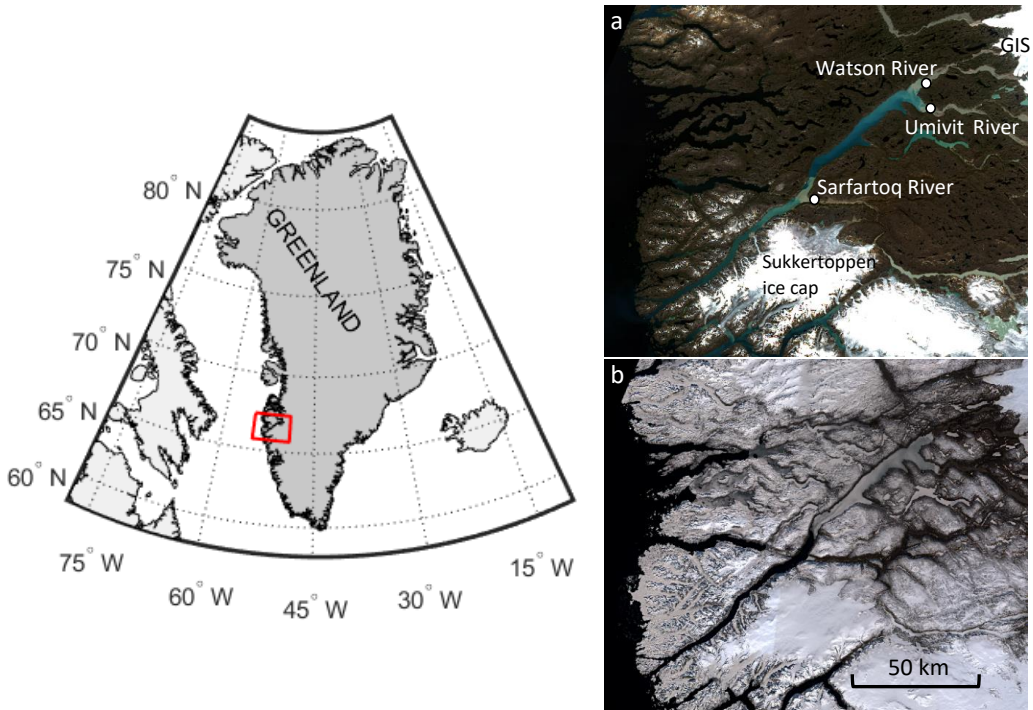 80° N
75° N
70° N
65° N
60° N
75° W
60° W
45° W
30° W
15° W
GREENLAND
a
GIS
Watson River
Umivit River
Sarfartoq River
Sukkertoppen
ice cap
b
50 km